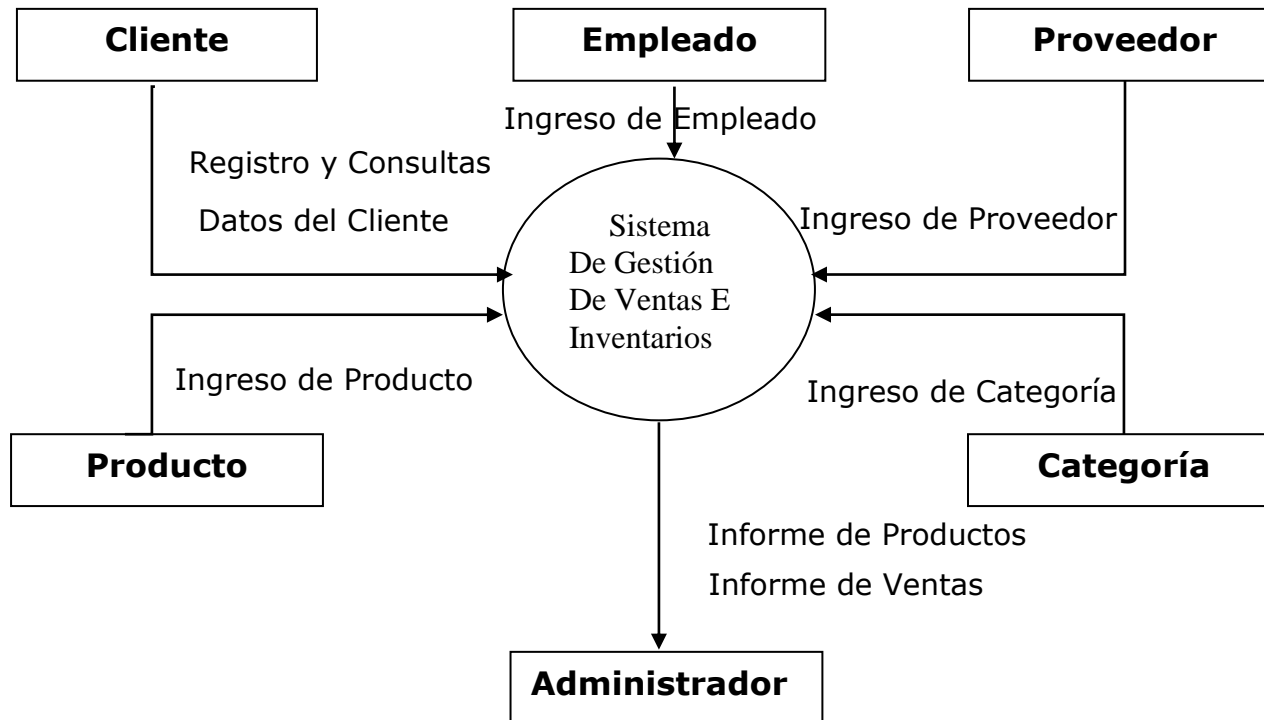 Cliente
Empleado
Proveedor
Ingreso de Empleado
Registro y Consultas
Datos del Cliente
Ingreso de Proveedor
Sistema
De Gestión
De Ventas E
Inventarios
Ingreso de Producto
Ingreso de Categoría
Producto
Categoría
Informe de Productos
Informe de Ventas
Administrador